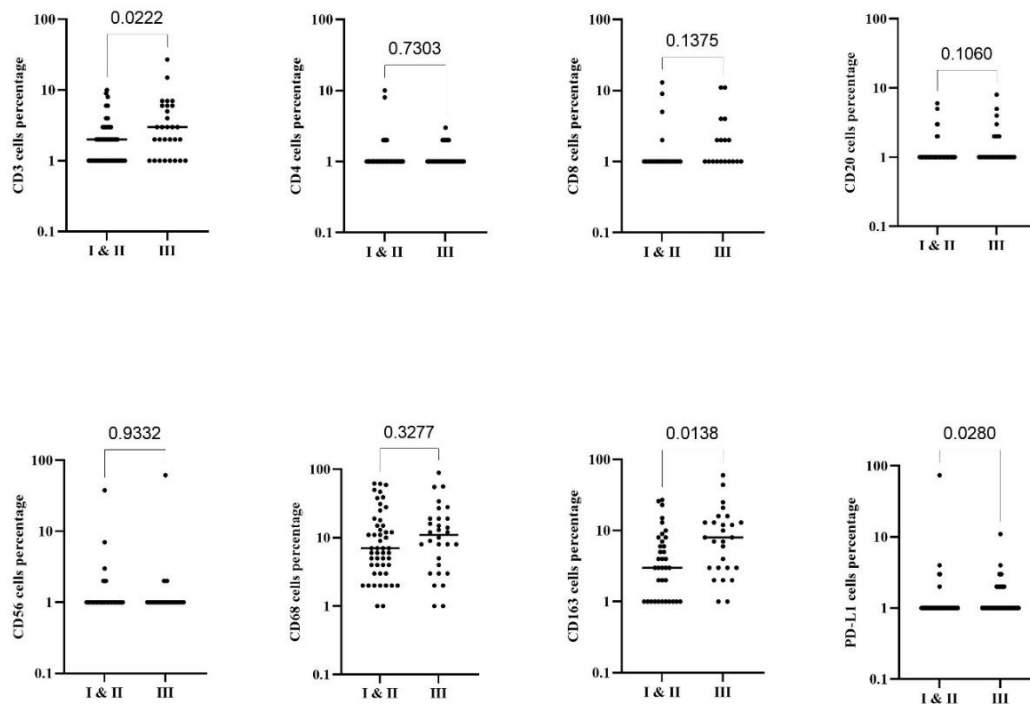 0.0222
100
10
1
0.1
CD3 cells percentage
I & II III
0.7303
100
10
1
0.1
CD4 cells percentage
I & II III
0.1375
100
10
1
0.1
CD8 cells percentage
I & II III
0.1060
100
10
1
0.1
CD20 cells percentage
I & II III
0.9332
100
10
1
0.1
CD56 cells percentage
I & II III
0.3277
100
10
1
0.1
CD68 cells percentage
I & II III
0.0138
100
10
1
0.1
CD163 cells percentage
I & II III
0.0280
100
10
1
0.1
PD-L1 cells percentage
I & II III